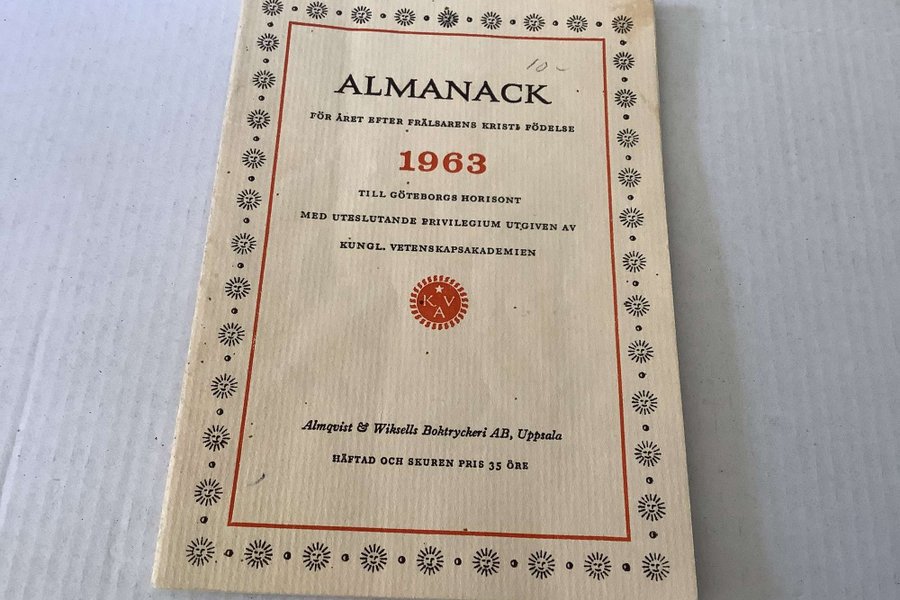 10-
ALMANACK
FÖR ÅRET EFTER FRÄLSARENS KRISTI FÖDELSE
1963
TILL GÖTEBORGS HORISONT
MED UTESLUTANDE PRIVILEGIUM UTGIVEN AV
KUNGL. VETENSKAPSAKADEMIEN
K V
A
Almqvist & Wiksells Boktryckeri AB, Uppsala
HÄFTAD OCH SKUREN PRIS 35 ÖRE